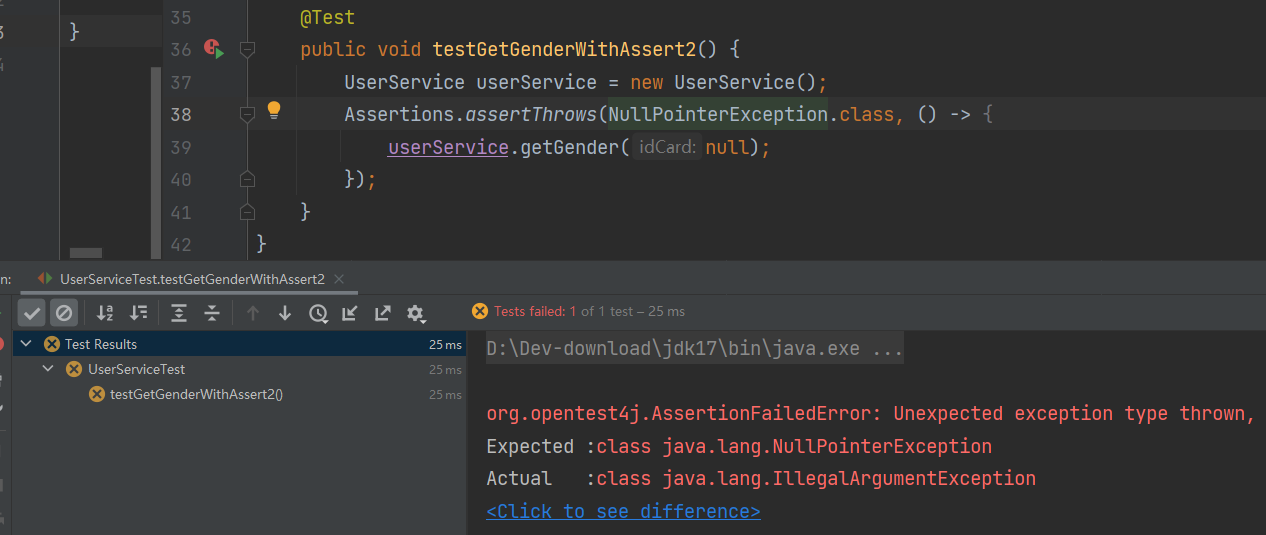 35 @Test
} 36 public void testGetGenderWithAssert2() {
37 UserService userService = new UserService();
38 Assertions.assertThrows(NullPointerException.class, () -> {
39 userService.getGender( idCard: null);
40 });
41 }
42 }
n: UserServiceTest.testGetGenderWithAssert2
Tests failed: 1 of 1 test – 25 ms
Test Results 25 ms
UserServiceTest 25 ms
testGetGenderWithAssert2() 25 ms
D:\Dev-download\jdk17\bin\java.exe ...
org.opentest4j.AssertionFailedError: Unexpected exception type thrown,
Expected :class java.lang.NullPointerException
Actual :class java.lang.IllegalArgumentException
<Click to see difference>